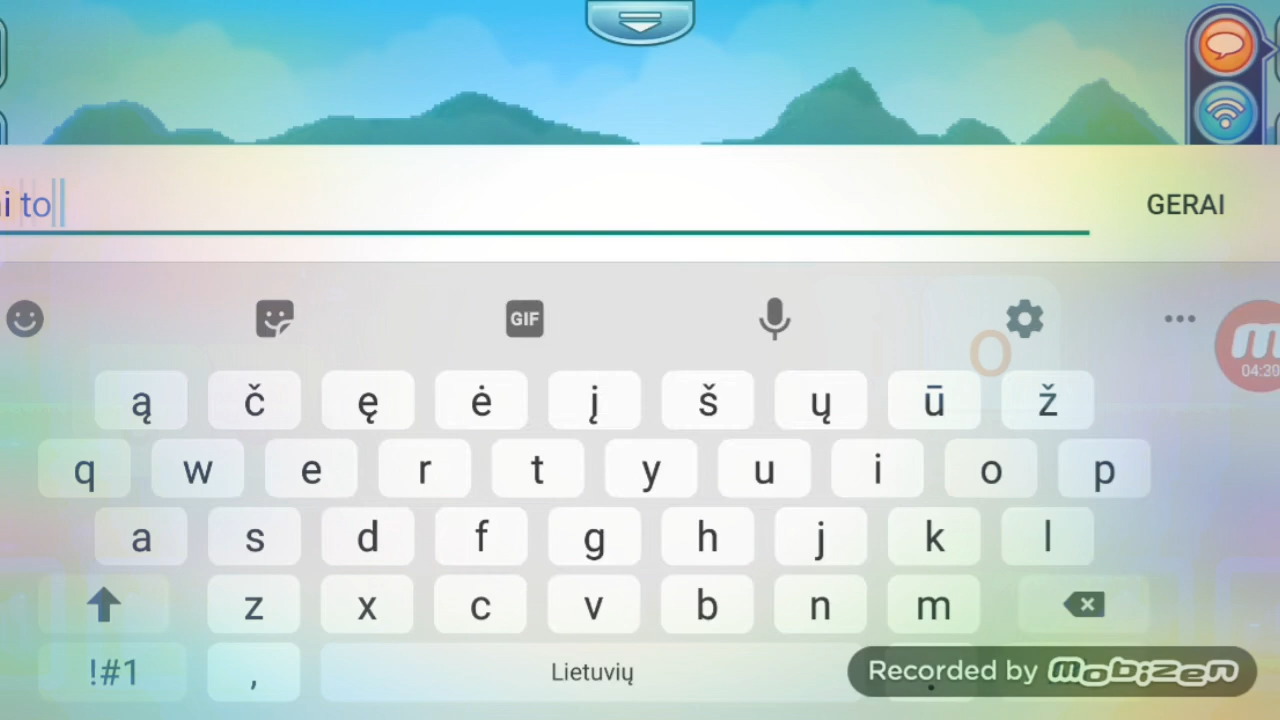 i to
GERAI
GIF
04:30
o
ą č ę ė į š ų ū ž
q w e r t y u i o p
a s d f g h j k l
z x c v b n m
!#1 , Lietuvių .
Recorded by mobizen